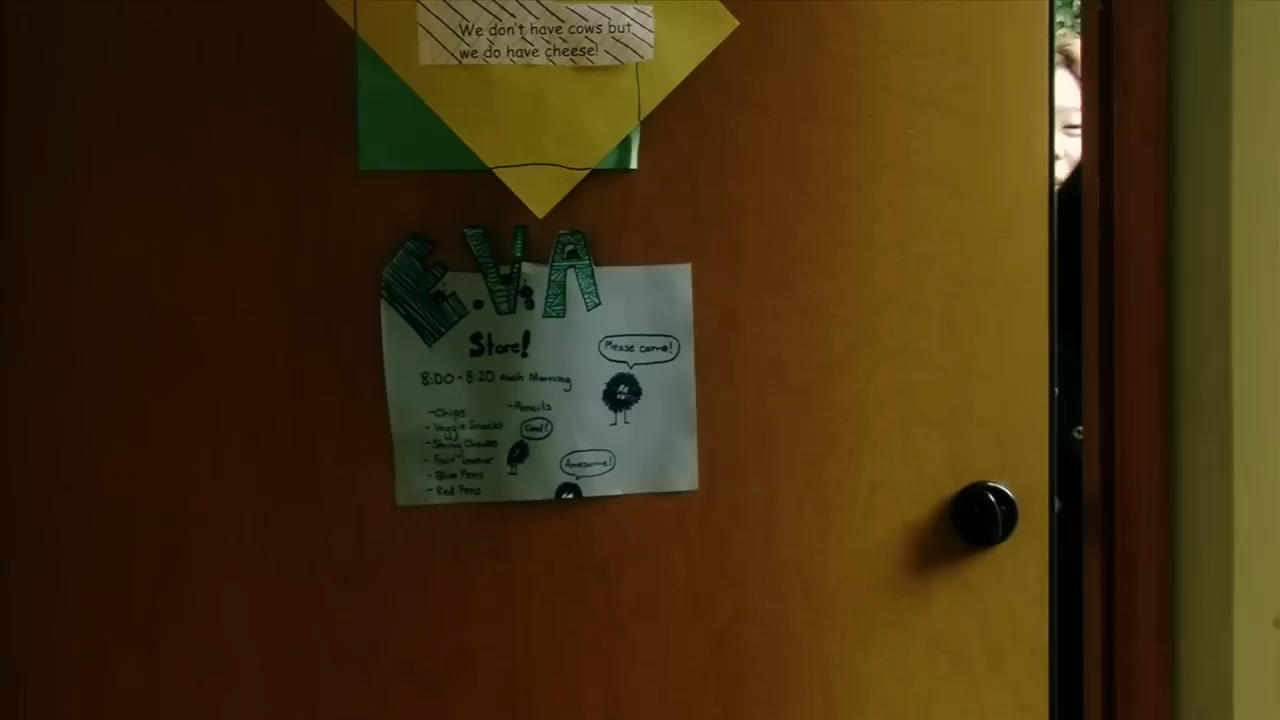 We don't have cows but
we do have cheese!
E.V.A
Store!
Please come!
8:00-8:20 each Morning
-Chips
-Pencils
-Veggie Snacks
Cool!
-String Cheese
-Fruit Leather
Awesome!
-Blue Pens
-Red Pens